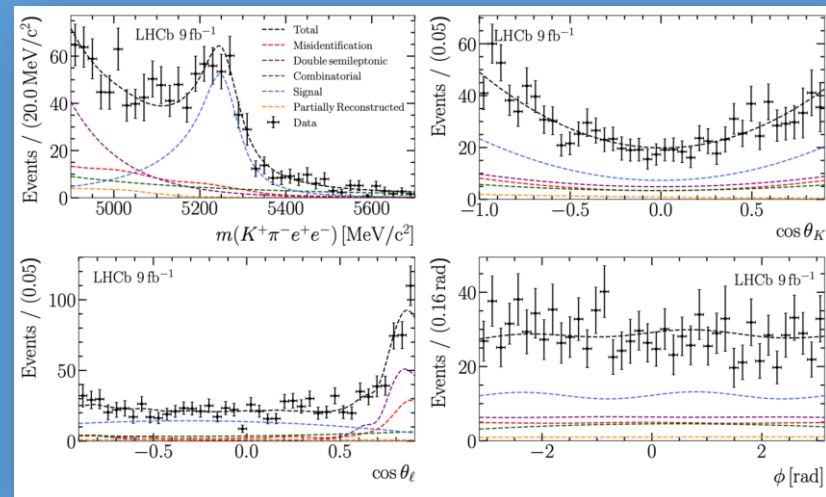 LHCb 9 fb⁻¹
Total
Misidentification
Double semileptonic
Combinatorial
Signal
Partially Reconstructed
Data
Events / (20.0 MeV/c²)
60
40
20
0
5000 5200 5400 5600
m(K⁺π⁻e⁺e⁻) [MeV/c²]
LHCb 9 fb⁻¹
Events / (0.05)
60
40
20
0
-1.0 -0.5 0.0 0.5
cos θ_K
LHCb 9 fb⁻¹
Events / (0.05)
100
50
0
-0.5 0.0 0.5
cos θ_ℓ
LHCb 9 fb⁻¹
Events / (0.16 rad)
40
20
0
-2 0 2
ϕ [rad]